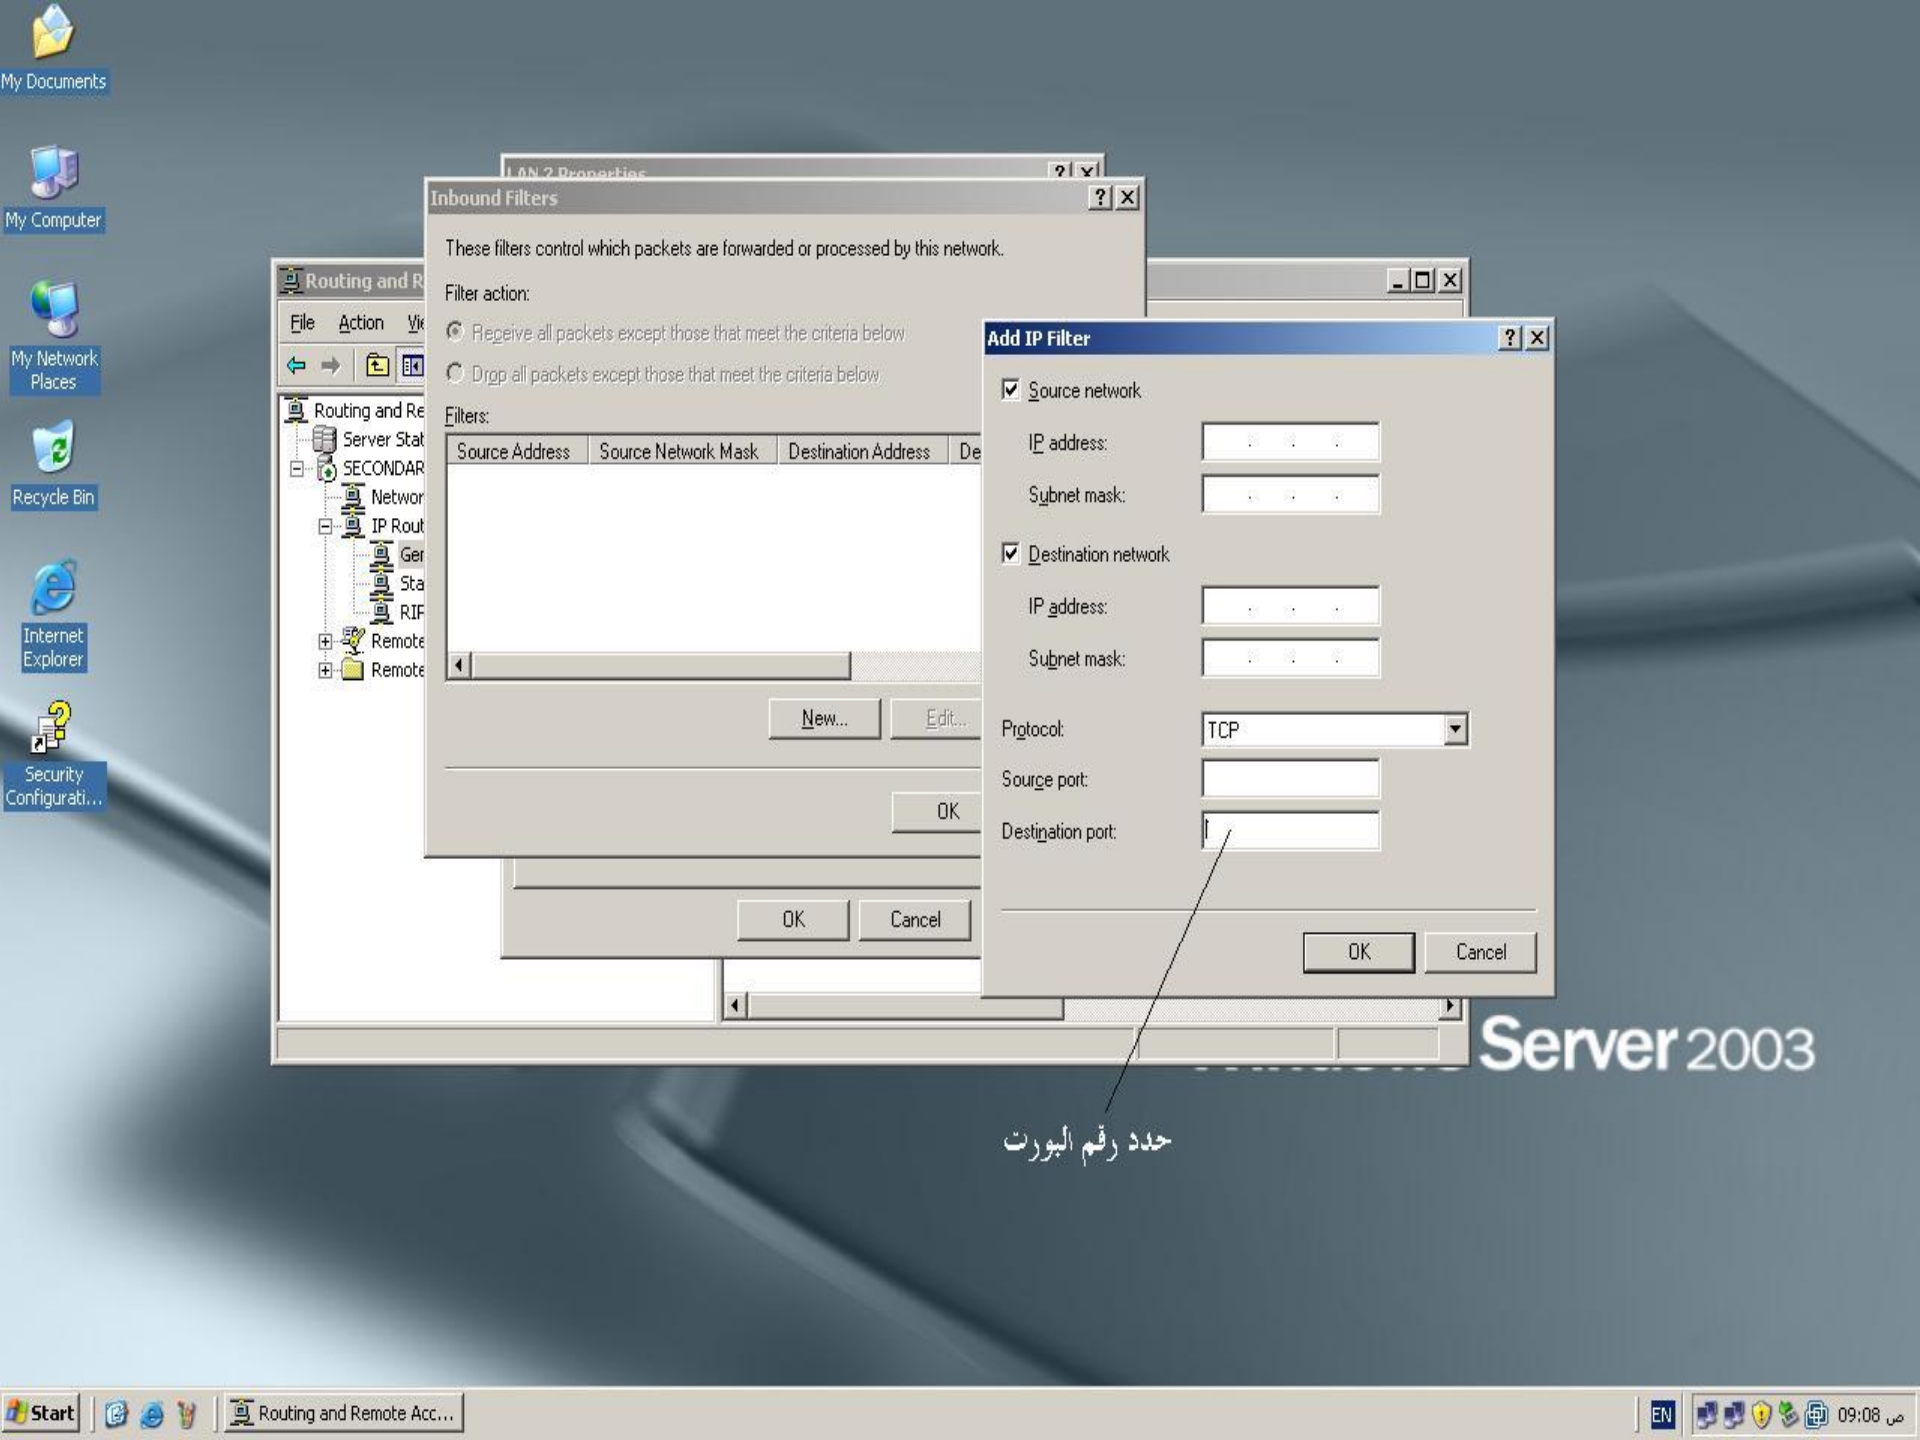 My Documents
My Computer
My Network
Places
Recycle Bin
Internet
Explorer
Security
Configurati...
LAN 2 Properties
Inbound Filters
These filters control which packets are forwarded or processed by this network.
Filter action:
Receive all packets except those that meet the criteria below
Drop all packets except those that meet the criteria below
Filters:
Source Address Source Network Mask Destination Address De
New... Edit...
OK
OK Cancel
Routing and R
File Action Vie
Routing and Re
Server Stat
SECONDAR
Networ
IP Rout
Ger
Sta
RIP
Remote
Remote
Add IP Filter
Source network
IP address:
Subnet mask:
Destination network
IP address:
Subnet mask:
Protocol: TCP
Source port:
Destination port:
OK Cancel
Server 2003
حدد رقم البورت
Start Routing and Remote Acc... EN 09:08 ص